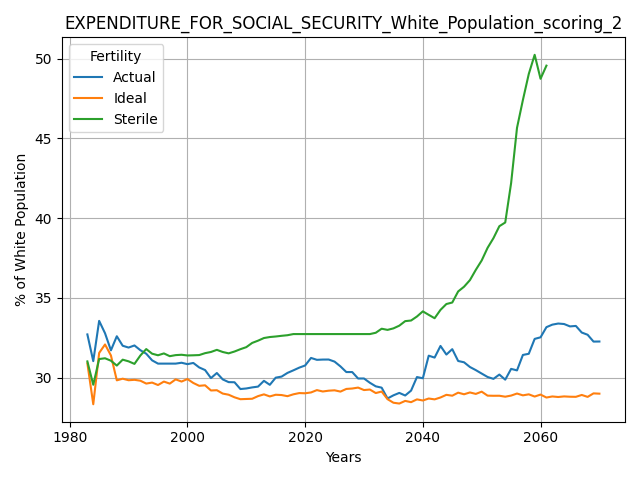 EXPENDITURE_FOR_SOCIAL_SECURITY_White_Population_scoring_2
Fertility
Actual
Ideal
Sterile
% of White Population
50
45
40
35
30
1980
2000
2020
2040
2060
Years